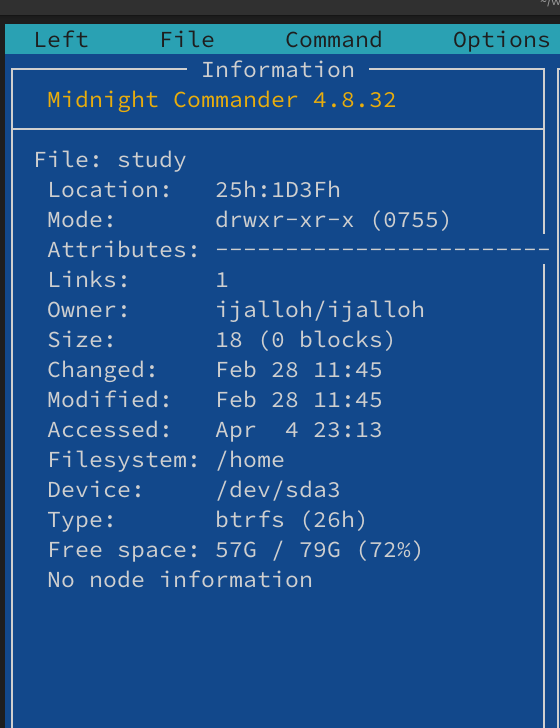 ~/w
Left File Command Options
Information
Midnight Commander 4.8.32
File: study
Location: 25h:1D3Fh
Mode: drwxr-xr-x (0755)
Attributes: ------------------------
Links: 1
Owner: ijalloh/ijalloh
Size: 18 (0 blocks)
Changed: Feb 28 11:45
Modified: Feb 28 11:45
Accessed: Apr  4 23:13
Filesystem: /home
Device: /dev/sda3
Type: btrfs (26h)
Free space: 57G / 79G (72%)
No node information